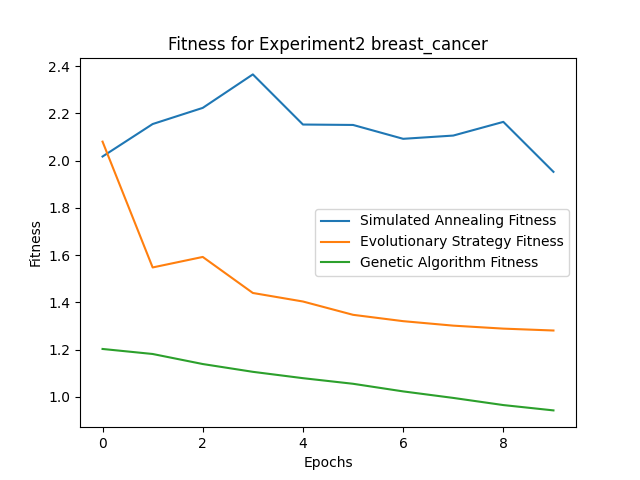 Fitness for Experiment2 breast_cancer
2.4
2.2
2.0
1.8
1.6
1.4
1.2
1.0
Fitness
Simulated Annealing Fitness
Evolutionary Strategy Fitness
Genetic Algorithm Fitness
0 2 4 6 8
Epochs